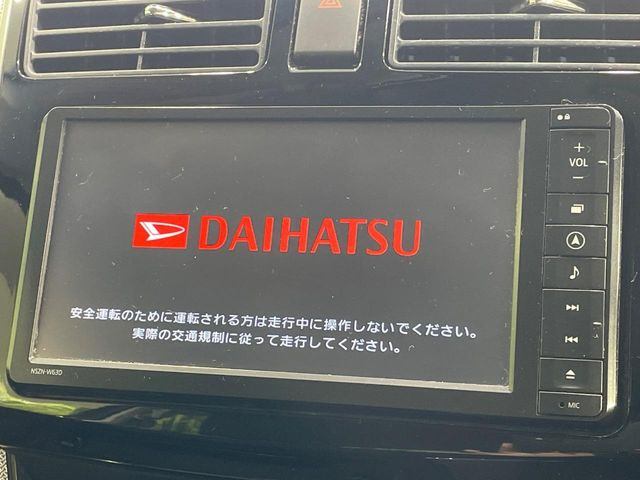 DAIHATSU
安全運転のために運転される方は走行中に操作しないでください。
実際の交通規制に従って走行してください。
NSZN-W63D
VOL
MIC